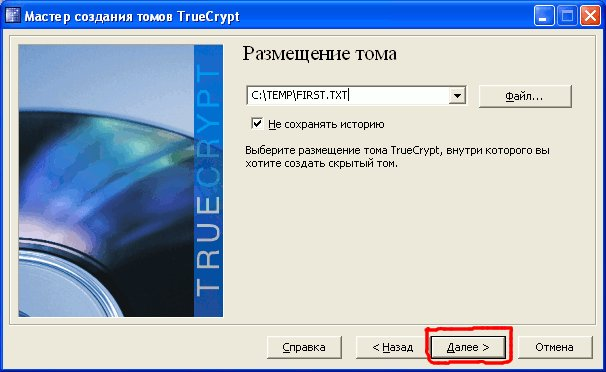 Мастер создания томов TrueCrypt
Размещение тома
C:\TEMP\FIRST.TXT
Файл...
Не сохранять историю
Выберите размещение тома TrueCrypt, внутри которого вы
хотите создать скрытый том.
TRUECRYPT
Справка
< Назад
Далее >
Отмена